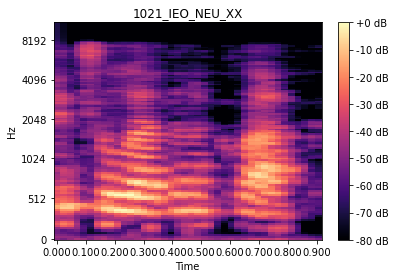 1021_IEO_NEU_XX
+0 dB
8192
-10 dB
4096
-20 dB
-30 dB
2048
Hz
-40 dB
1024
-50 dB
512
-60 dB
-70 dB
0
-80 dB
0.000 0.100 0.200 0.300 0.400 0.500 0.600 0.700 0.800 0.900
Time